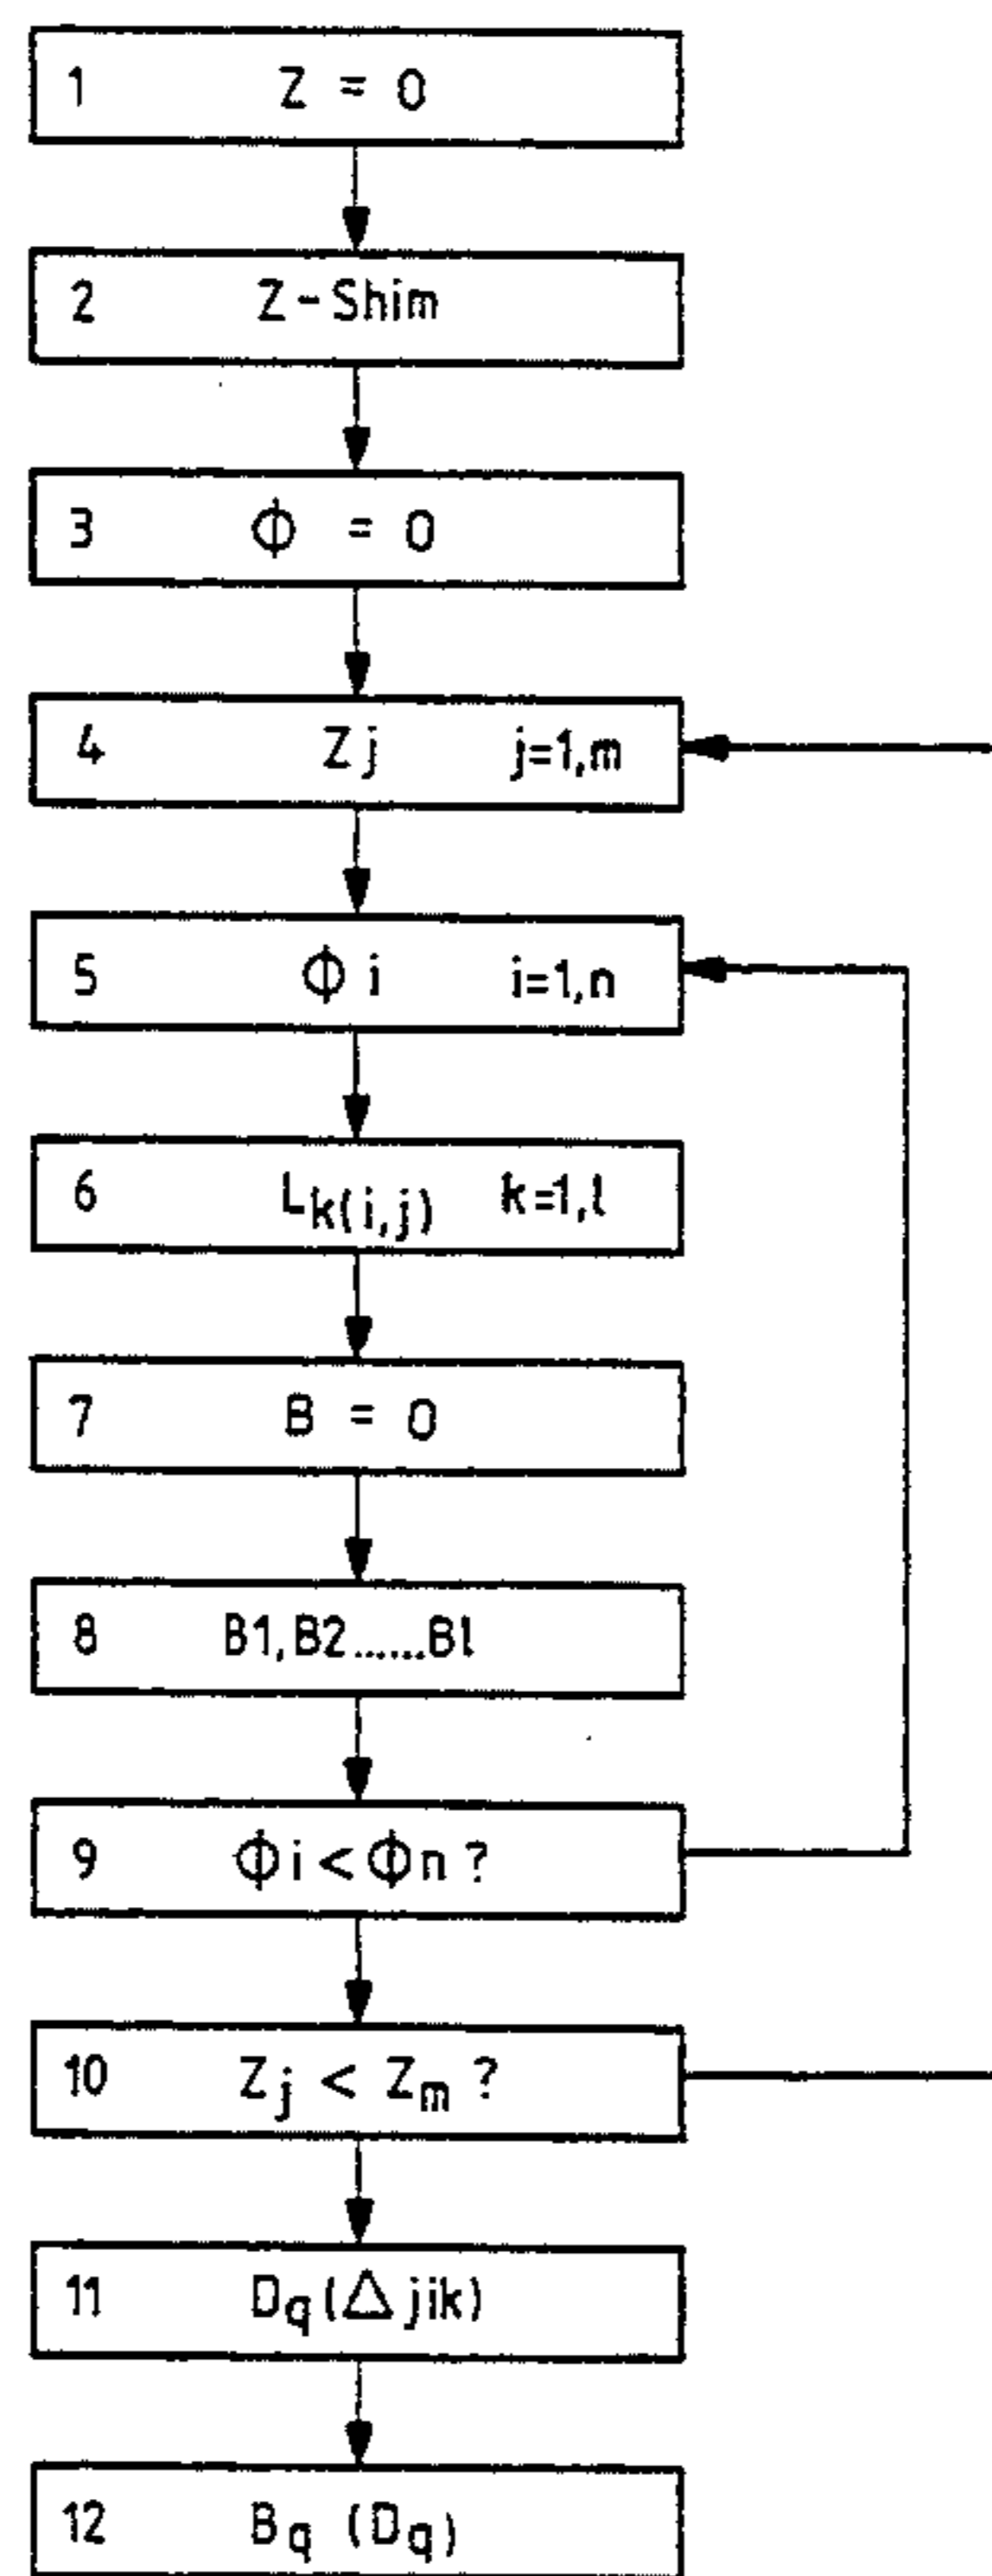 1 Z = 0
2 Z-Shim
3 Φ = 0
4 Zj j=1,m
5 Φi i=1,n
6 Lk(i,j) k=1,l
7 B = 0
8 B1,B2......Bl
9 Φi<Φn?
10 Zj < Zm?
11 Dq(Δjik)
12 Bq (Dq)